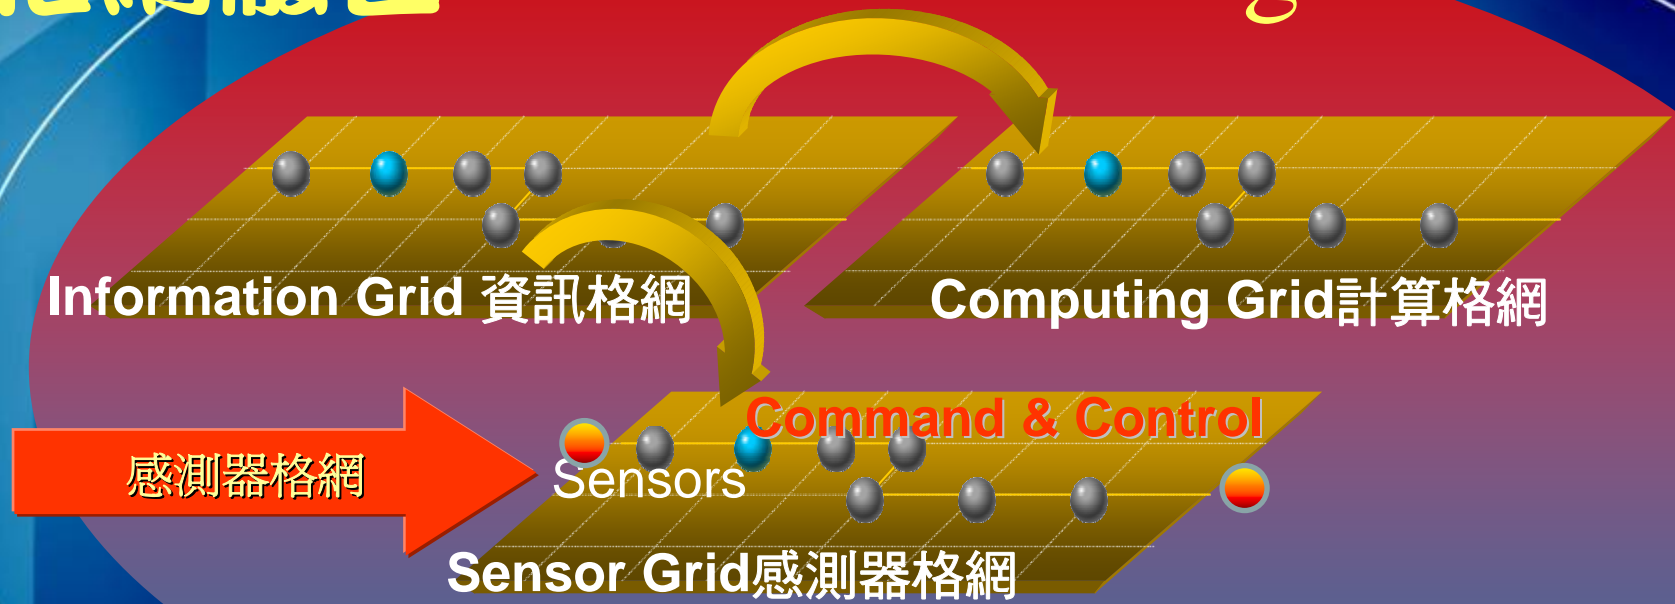 Information Grid 資訊格網
Computing Grid計算格網
Command & Control
感測器格網
Sensors
Sensor Grid感測器格網